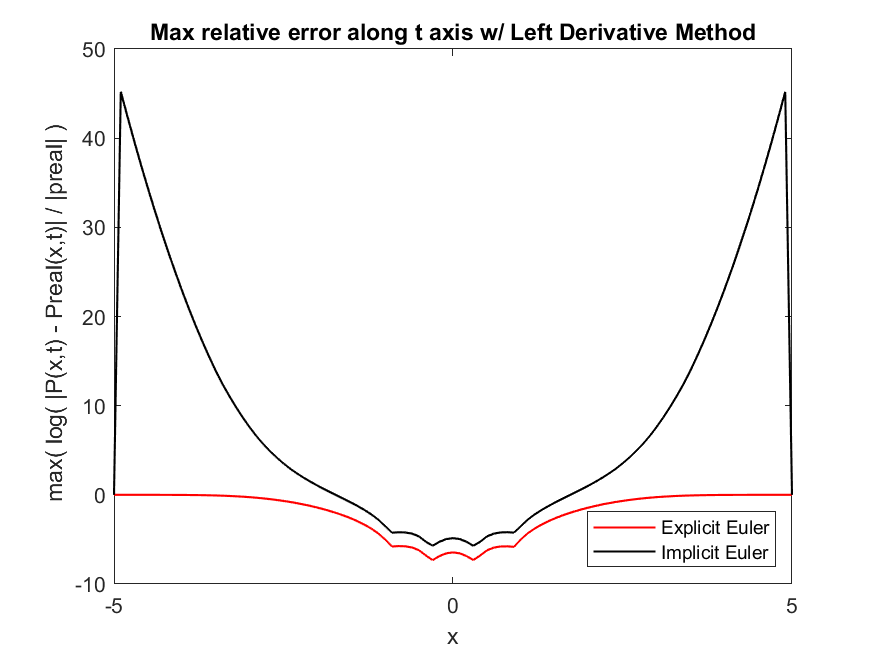 Max relative error along t axis w/ Left Derivative Method
max( log( |P(x,t) - Preal(x,t)| / |preal| )
50
40
30
20
10
0
-10
-5
0
5
x
Explicit Euler
Implicit Euler